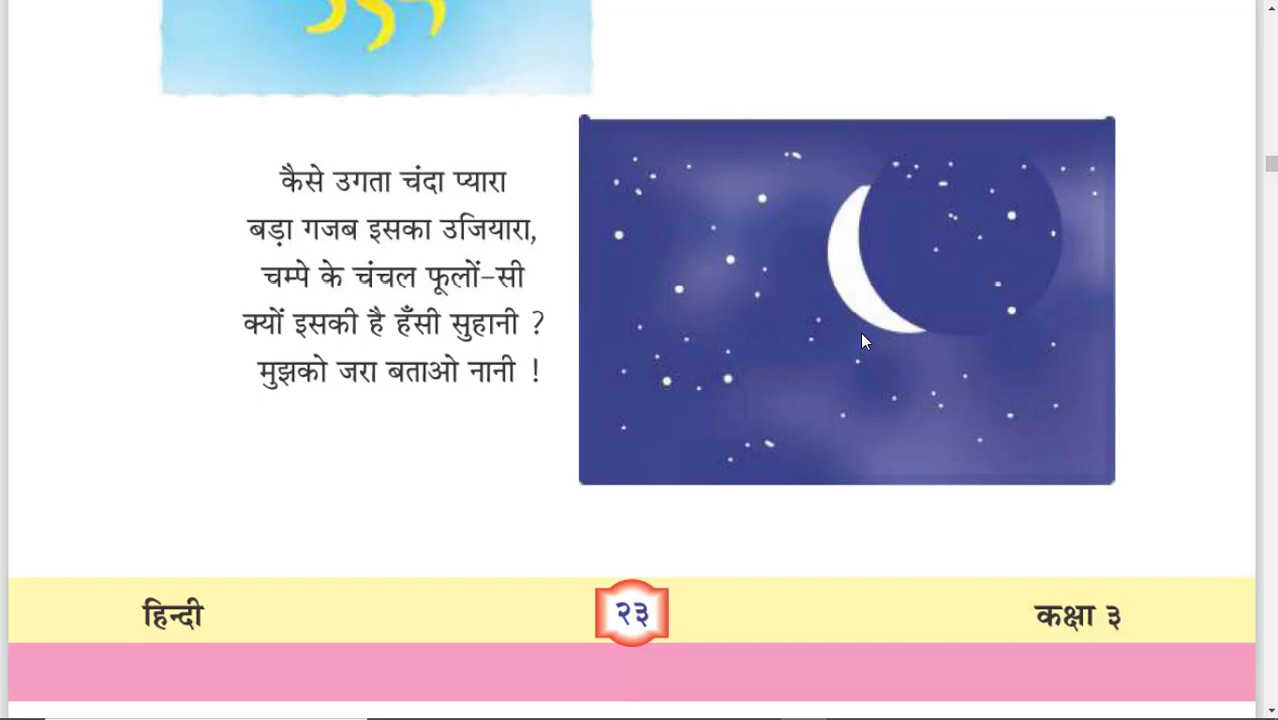 कैसे उगता चंदा प्यारा
बड़ा गजब इसका उजियारा,
चम्पे के चंचल फूलों-सी
क्यों इसकी है हँसी सुहानी ?
मुझको जरा बताओ नानी !
हिन्दी
२३
कक्षा ३